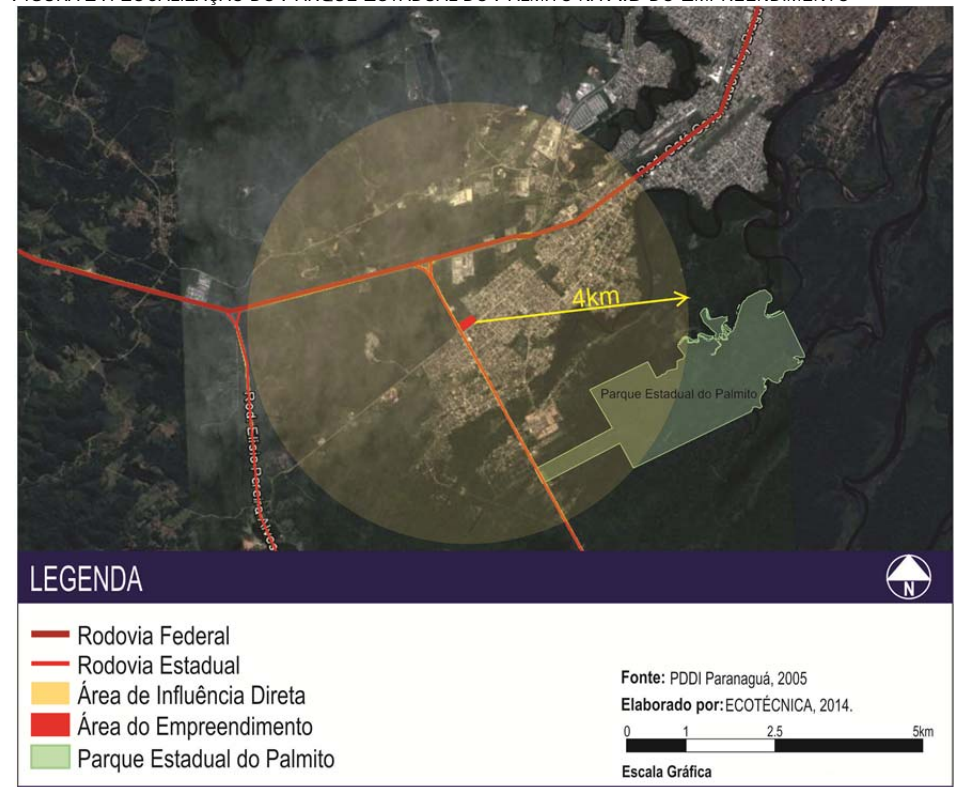 4km
Parque Estadual do Palmito
LEGENDA
N
Rodovia Federal
Rodovia Estadual
Área de Influência Direta
Área do Empreendimento
Parque Estadual do Palmito
Fonte: PDDI Paranaguá, 2005
Elaborado por:ECOTÉCNICA, 2014.
0 1 2.5 5km
Escala Gráfica